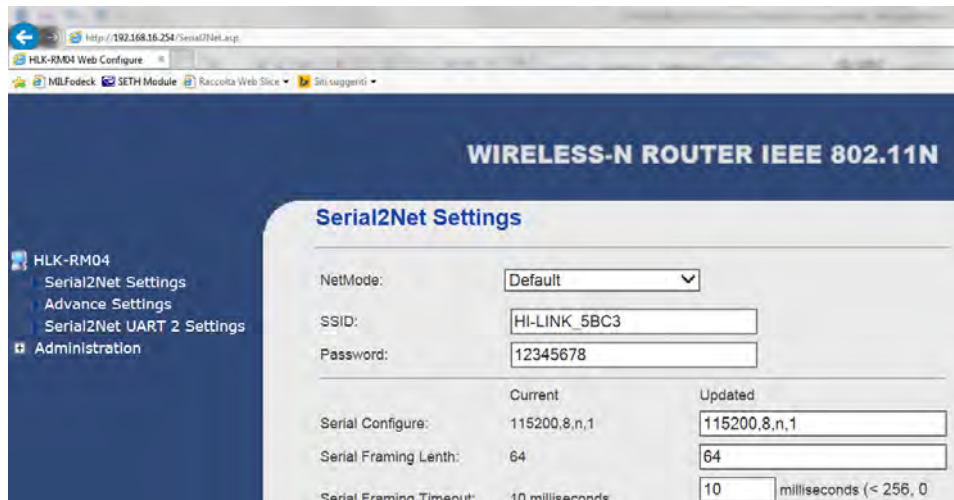 http://192.168.16.254/Serial2Net.asp
HLK-RM04 Web Configure
MILFodeck SETH Module Raccolta Web Slice Siti suggeriti
WIRELESS-N ROUTER IEEE 802.11N
Serial2Net Settings
HLK-RM04
Serial2Net Settings
Advance Settings
Serial2Net UART 2 Settings
Administration
NetMode: Default
SSID: HI-LINK_5BC3
Password: 12345678
Current Updated
Serial Configure: 115200,8,n,1 115200,8,n,1
Serial Framing Lenth: 64 64
Serial Framing Timeout: 10 milliseconds 10 milliseconds (< 256, 0